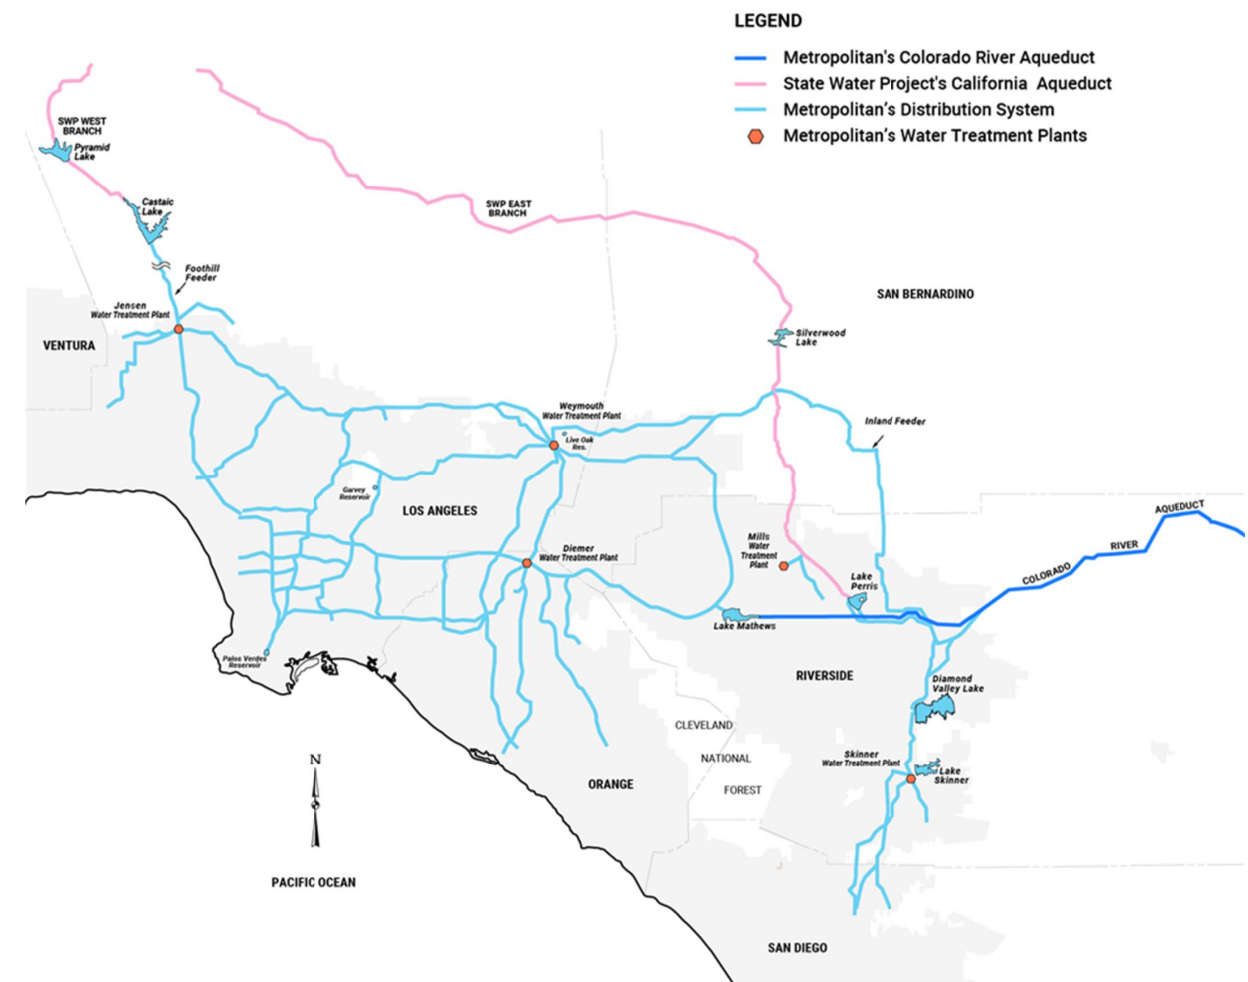 LEGEND
Metropolitan's Colorado River Aqueduct
State Water Project's California Aqueduct
Metropolitan's Distribution System
Metropolitan's Water Treatment Plants
SWP WEST
BRANCH
Pyramid
Lake
Castaic
Lake
SWP EAST
BRANCH
Foothill
Feeder
SAN BERNARDINO
Jensen
Water Treatment Plant
VENTURA
Silverwood
Lake
Weymouth
Water Treatment Plant
Live Oak
Res.
Inland Feeder
Garvey
Reservoir
LOS ANGELES
AQUEDUCT
RIVER
COLORADO
Mills
Water
Treatment
Plant
Diemer
Water Treatment Plant
Lake
Perris
Lake Mathews
Palos Verdes
Reservoir
RIVERSIDE
Diamond
Valley Lake
CLEVELAND
NATIONAL
FOREST
Skinner
Water Treatment Plant
Lake
Skinner
N
ORANGE
PACIFIC OCEAN
SAN DIEGO